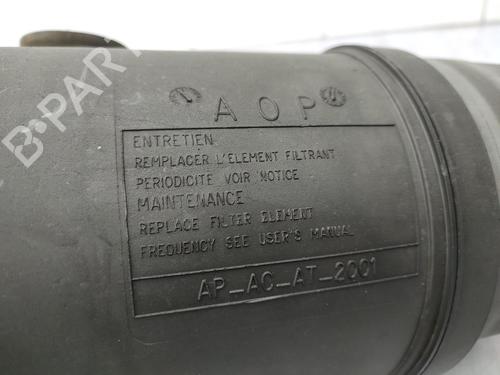 B-PARTS
AOP
ENTRETIEN
REMPLACER L'ELEMENT FILTRANT
PERIODICITE VOIR NOTICE
MAINTENANCE
REPLACE FILTER ELEMENT
FREQUENCY SEE USER'S MANUAL
AP_AC_AT_2001